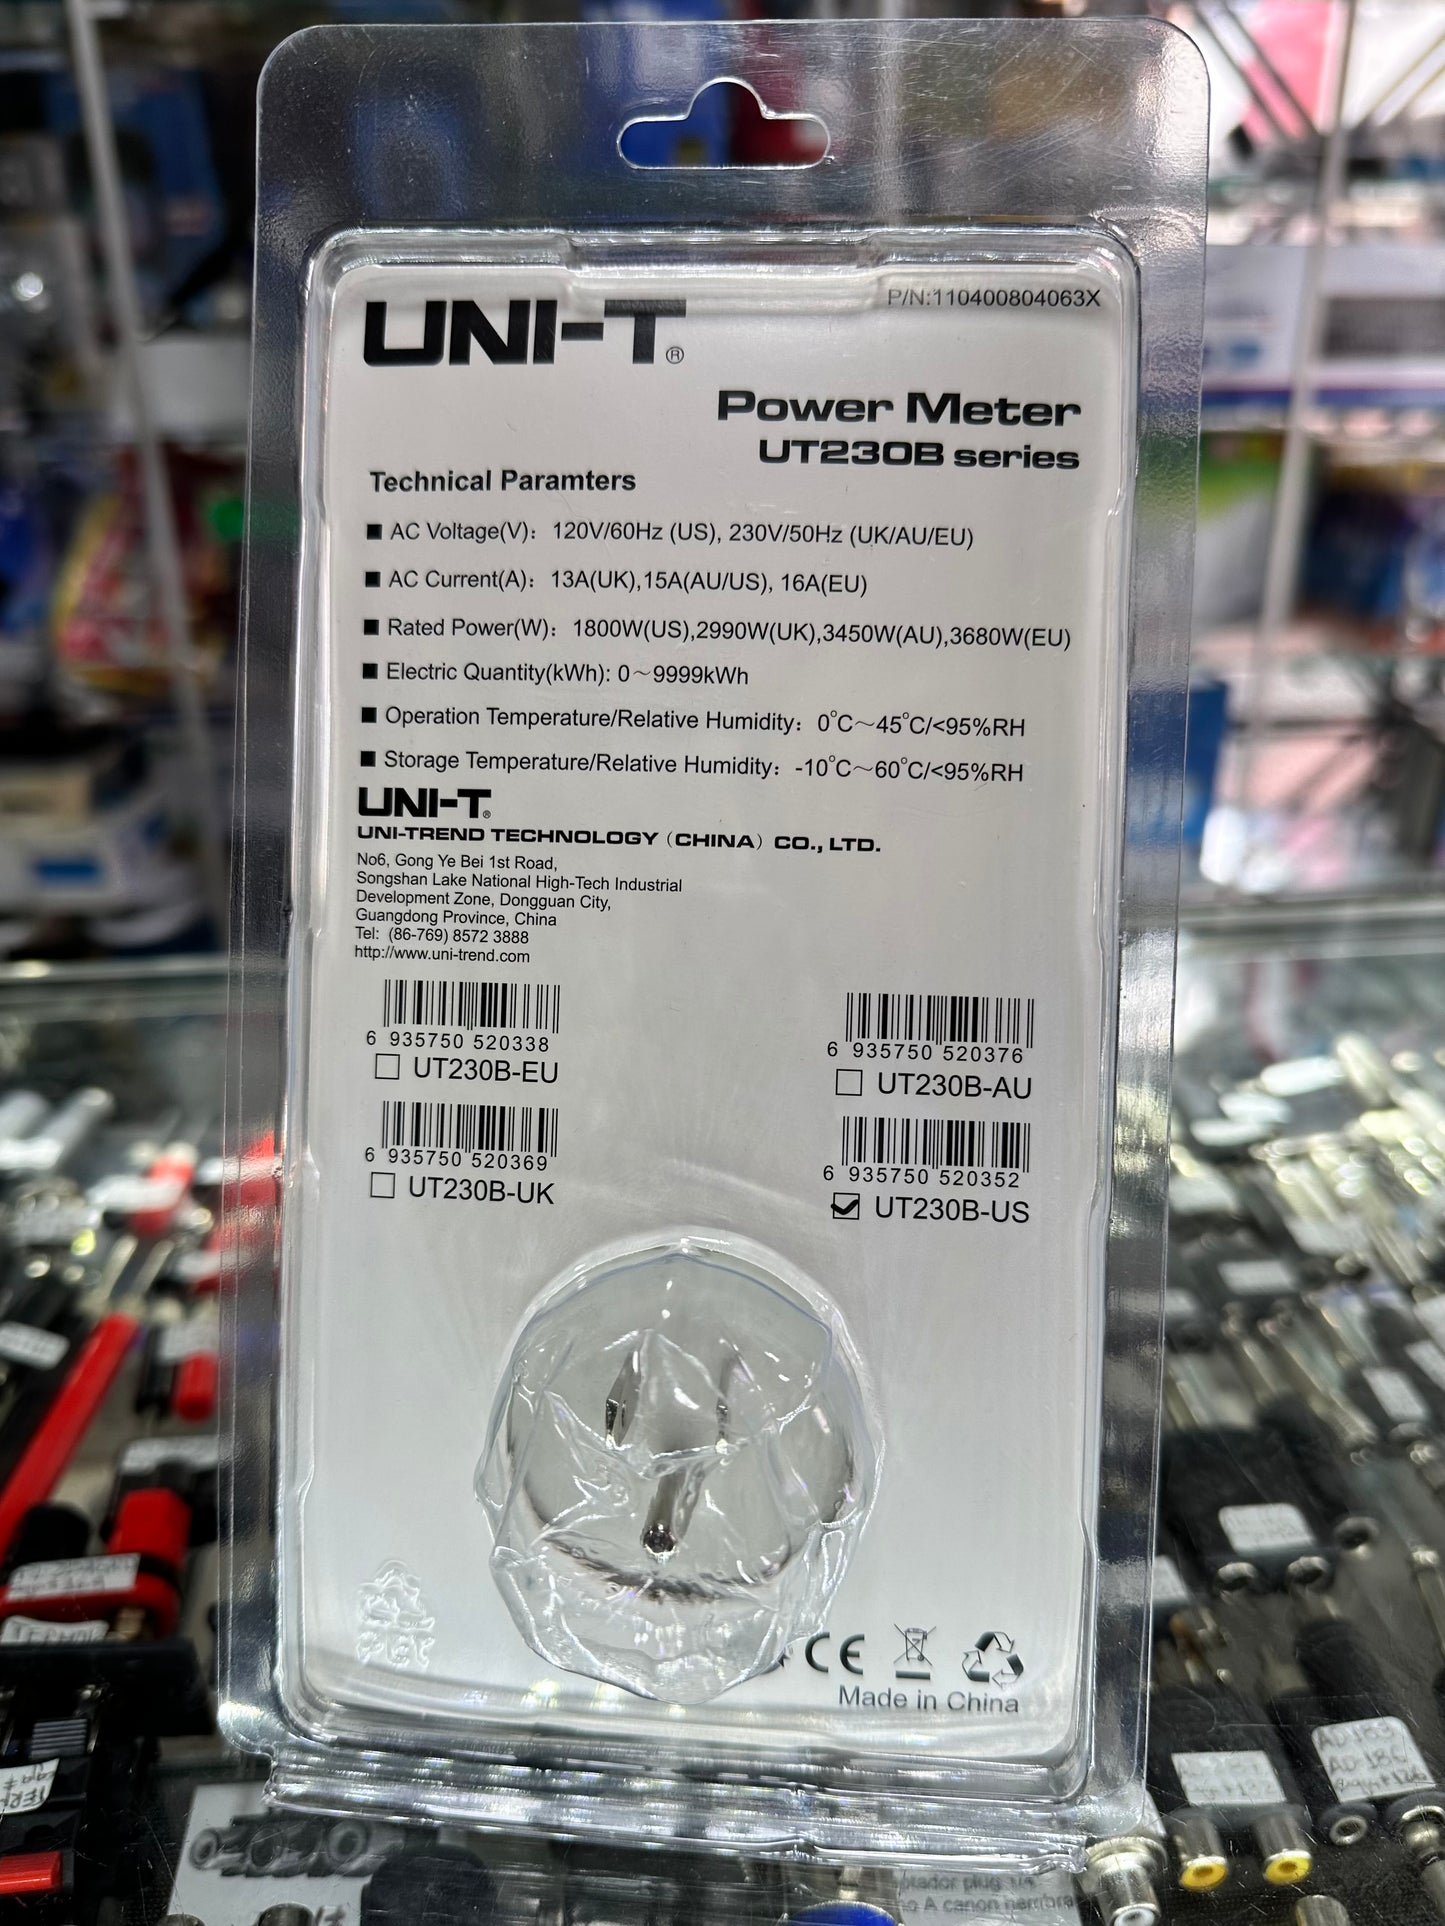 P/N:110400804063X
UNI-T®
Power Meter
UT230B series
Technical Paramters
■ AC Voltage(V): 120V/60Hz (US), 230V/50Hz (UK/AU/EU)
■ AC Current(A): 13A(UK),15A(AU/US), 16A(EU)
■ Rated Power(W): 1800W(US),2990W(UK),3450W(AU),3680W(EU)
■ Electric Quantity(kWh): 0～9999kWh
■ Operation Temperature/Relative Humidity: 0°C～45°C/<95%RH
■ Storage Temperature/Relative Humidity: -10°C～60°C/<95%RH
UNI-T®
UNI-TREND TECHNOLOGY (CHINA) CO., LTD.
No6, Gong Ye Bei 1st Road,
Songshan Lake National High-Tech Industrial
Development Zone, Dongguan City,
Guangdong Province, China
Tel: (86-769) 8572 3888
http://www.uni-trend.com
6 935750 520338
UT230B-EU
6 935750 520376
UT230B-AU
6 935750 520369
UT230B-UK
6 935750 520352
UT230B-US
PET
CE
Made in China
AD 183
AD 186